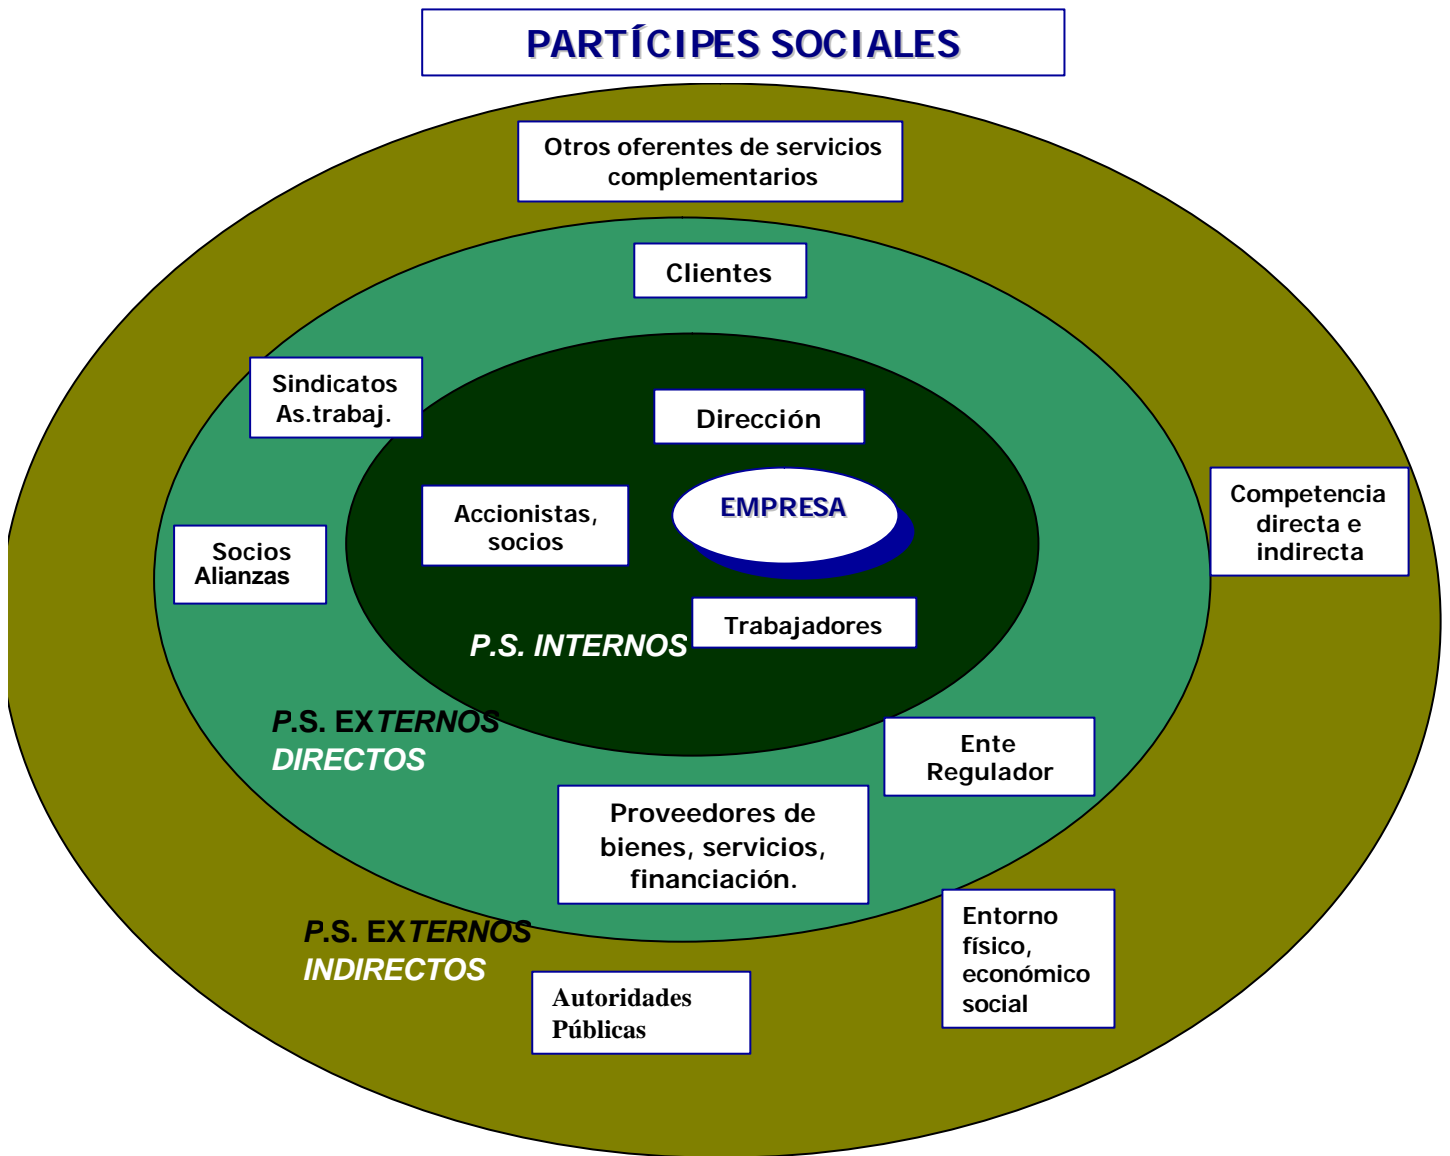 PARTÍCIPES SOCIALES
Otros oferentes de servicios
complementarios
Clientes
Sindicatos
As.trabaj.
Dirección
Accionistas,
socios
EMPRESA
Competencia
directa e
indirecta
Socios
Alianzas
Trabajadores
P.S. INTERNOS
P.S. EXTERNOS
DIRECTOS
Ente
Regulador
Proveedores de
bienes, servicios,
financiación.
P.S. EXTERNOS
INDIRECTOS
Entorno
físico,
económico
social
Autoridades
Públicas